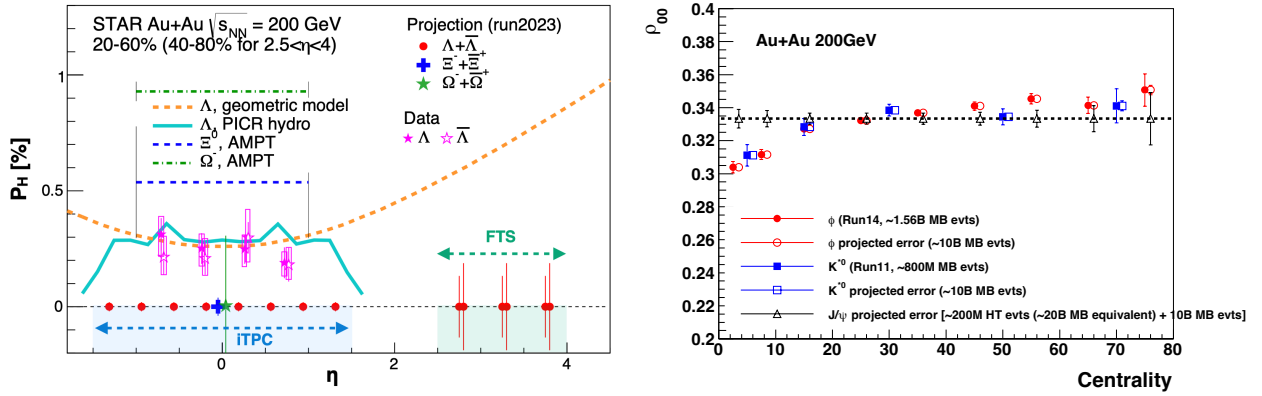 STAR Au+Au √s_NN = 200 GeV
20-60% (40-80% for 2.5<η<4)
Projection (run2023)
Λ+Λ̅
Ξ⁻+Ξ̅⁺
Ω⁻+Ω̅⁺
Λ, geometric model
Λ, PICR hydro
Ξ⁰, AMPT
Ω⁻, AMPT
Data
Λ Λ̅
FTS
iTPC
P_H [%]
1
0.5
0
0 2 4
η
Au+Au 200GeV
ρ₀₀
0.4
0.38
0.36
0.34
0.32
0.3
0.28
0.26
0.24
0.22
0.2
ϕ (Run14, ~1.56B MB evts)
ϕ projected error (~10B MB evts)
K*⁰ (Run11, ~800M MB evts)
K*⁰ projected error (~10B MB evts)
J/ψ projected error [~200M HT evts (~20B MB equivalent) + 10B MB evts]
0 10 20 30 40 50 60 70 80
Centrality